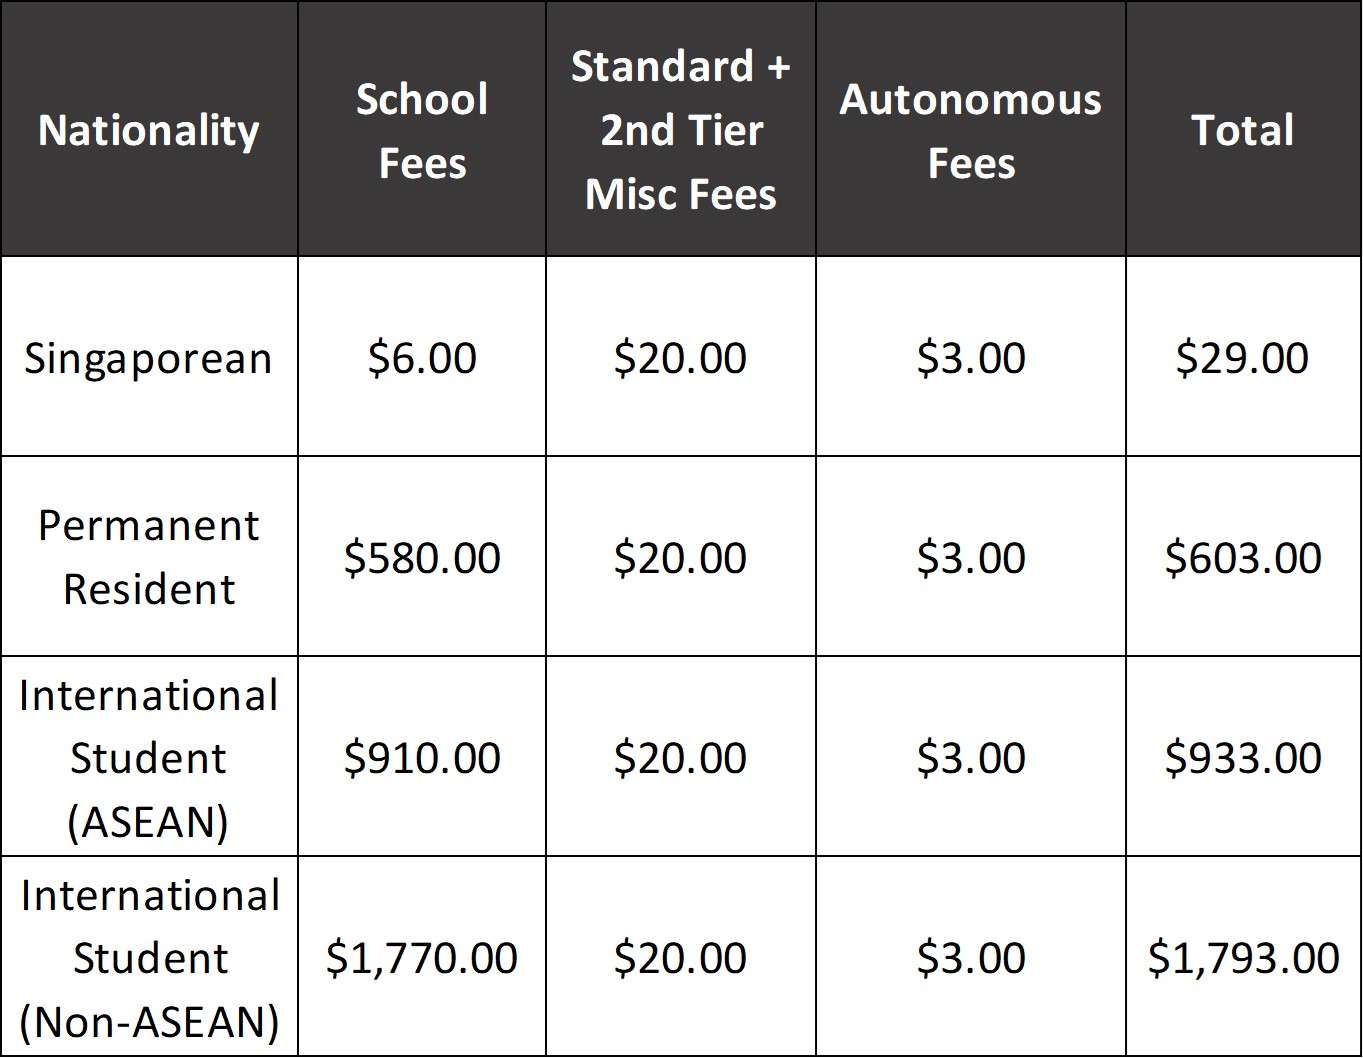 Nationality
School
Fees
Standard +
2nd Tier
Misc Fees
Autonomous
Fees
Total
Singaporean
$6.00
$20.00
$3.00
$29.00
Permanent
Resident
$580.00
$20.00
$3.00
$603.00
International
Student
(ASEAN)
$910.00
$20.00
$3.00
$933.00
International
Student
(Non-ASEAN)
$1,770.00
$20.00
$3.00
$1,793.00